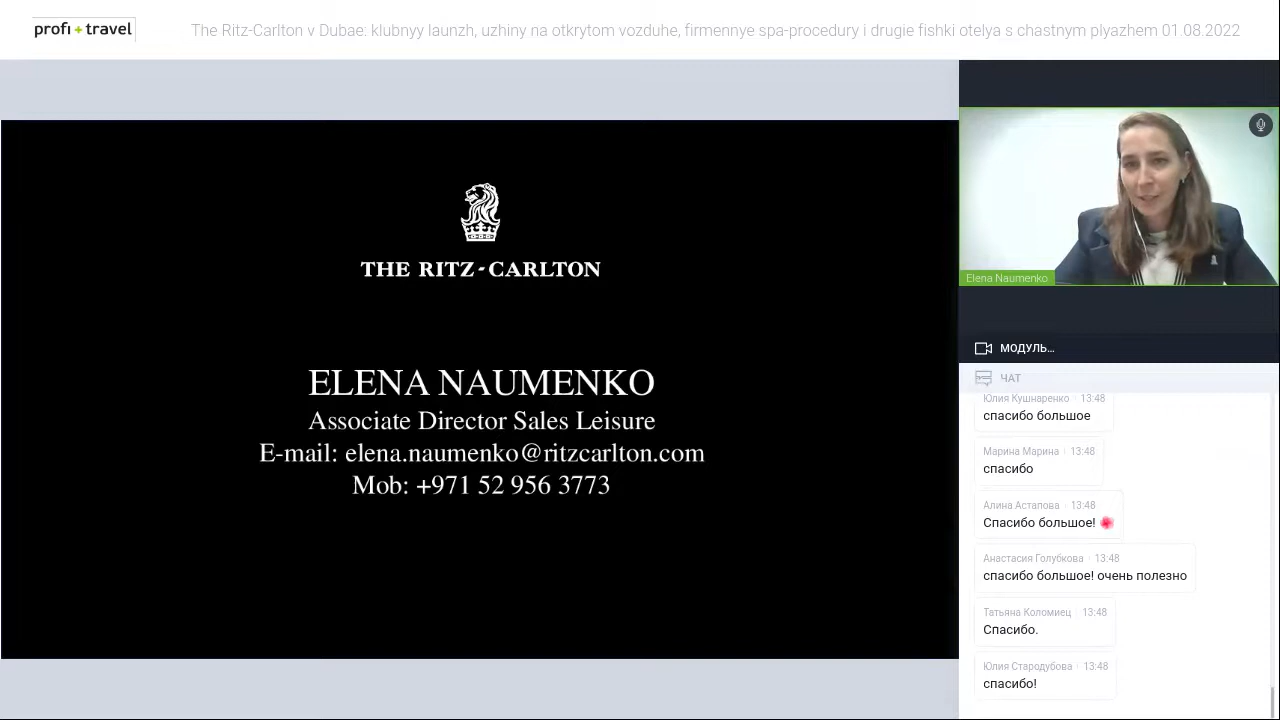 profi + travel
The Ritz-Carlton v Dubae: klubnyy launzh, uzhiny na otkrytom vozduhe, firmennye spa-procedury i drugie fishki otelya s chastnym plyazhem 01.08.2022
THE RITZ-CARLTON
ELENA NAUMENKO
Associate Director Sales Leisure
E-mail: elena.naumenko@ritzcarlton.com
Mob: +971 52 956 3773
Elena Naumenko
МОДУЛЬ...
ЧАТ
Юлия Кушнаренко · 13:48
спасибо большое
Марина Марина · 13:48
спасибо
Алина Астапова · 13:48
Спасибо большое! 🌺
Анастасия Голубкова · 13:48
спасибо большое! очень полезно
Татьяна Коломиец · 13:48
Спасибо.
Юлия Стародубова · 13:48
спасибо!